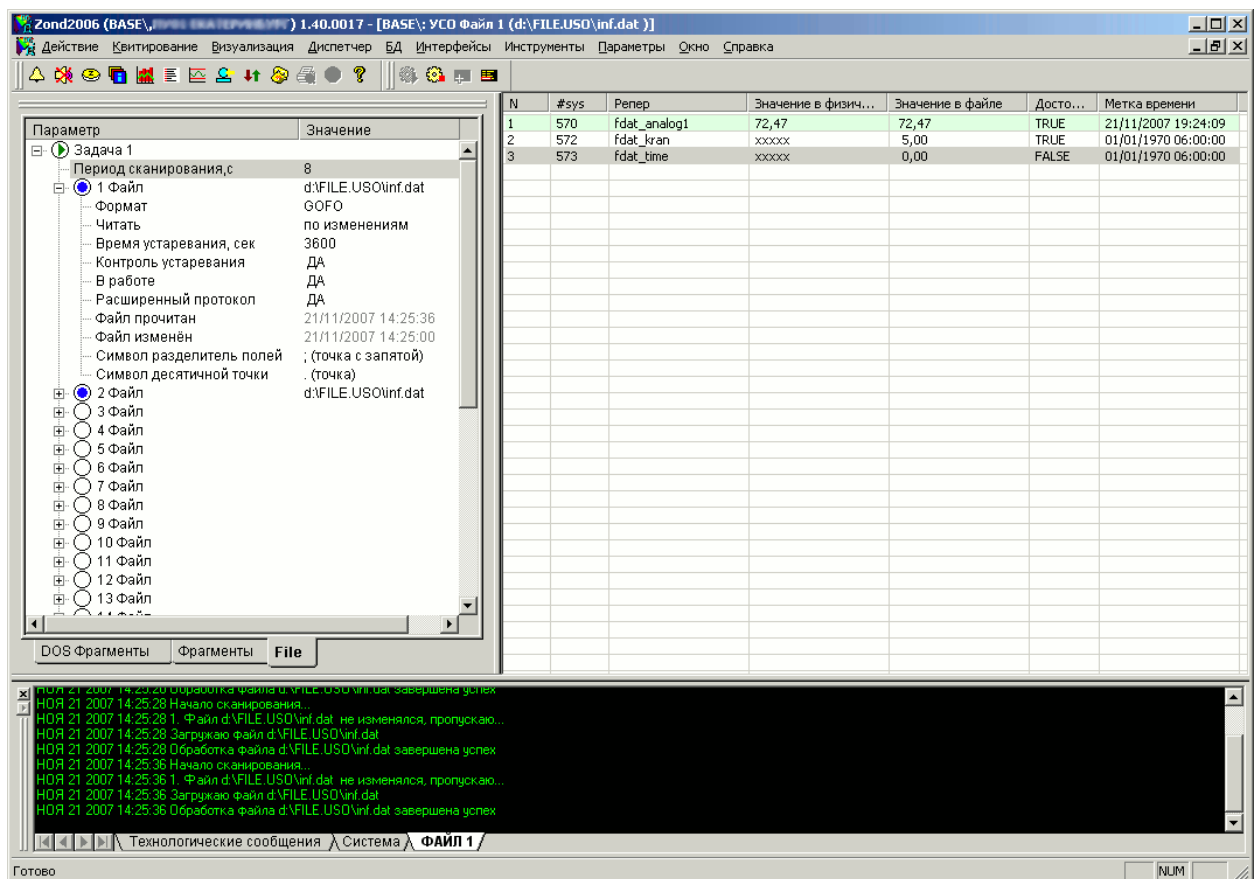 Zond2006 (BASE\, ) 1.40.0017 - [BASE\: УСО Файл 1 (d:\FILE.USO\inf.dat )]
Действие Квитирование Визуализация Диспетчер БД Интерфейсы Инструменты Параметры Окно Справка
Параметр Значение
Задача 1
Период сканирования,с 8
1 Файл d:\FILE.USO\inf.dat
Формат GOFO
Читать по изменениям
Время устаревания, сек 3600
Контроль устаревания ДА
В работе ДА
Расширенный протокол ДА
Файл прочитан 21/11/2007 14:25:36
Файл изменён 21/11/2007 14:25:00
Символ разделитель полей ; (точка с запятой)
Символ десятичной точки . (точка)
2 Файл d:\FILE.USO\inf.dat
3 Файл
4 Файл
5 Файл
6 Файл
7 Файл
8 Файл
9 Файл
10 Файл
11 Файл
12 Файл
13 Файл
DOS Фрагменты Фрагменты File
N #sys Репер Значение в физич... Значение в файле Досто... Метка времени
1 570 fdat_analog1 72,47 72,47 TRUE 21/11/2007 19:24:09
2 572 fdat_kran xxxxx 5,00 TRUE 01/01/1970 06:00:00
3 573 fdat_time xxxxx 0,00 FALSE 01/01/1970 06:00:00
НОЯ 21 2007 14:25:28 Начало сканирования...
НОЯ 21 2007 14:25:28 1. Файл d:\FILE.USO\inf.dat не изменялся, пропускаю...
НОЯ 21 2007 14:25:28 Загружаю файл d:\FILE.USO\inf.dat
НОЯ 21 2007 14:25:28 Обработка файла d:\FILE.USO\inf.dat завершена успех
НОЯ 21 2007 14:25:36 Начало сканирования...
НОЯ 21 2007 14:25:36 1. Файл d:\FILE.USO\inf.dat не изменялся, пропускаю...
НОЯ 21 2007 14:25:36 Загружаю файл d:\FILE.USO\inf.dat
НОЯ 21 2007 14:25:36 Обработка файла d:\FILE.USO\inf.dat завершена успех
Технологические сообщения Система ФАЙЛ 1
Готово NUM